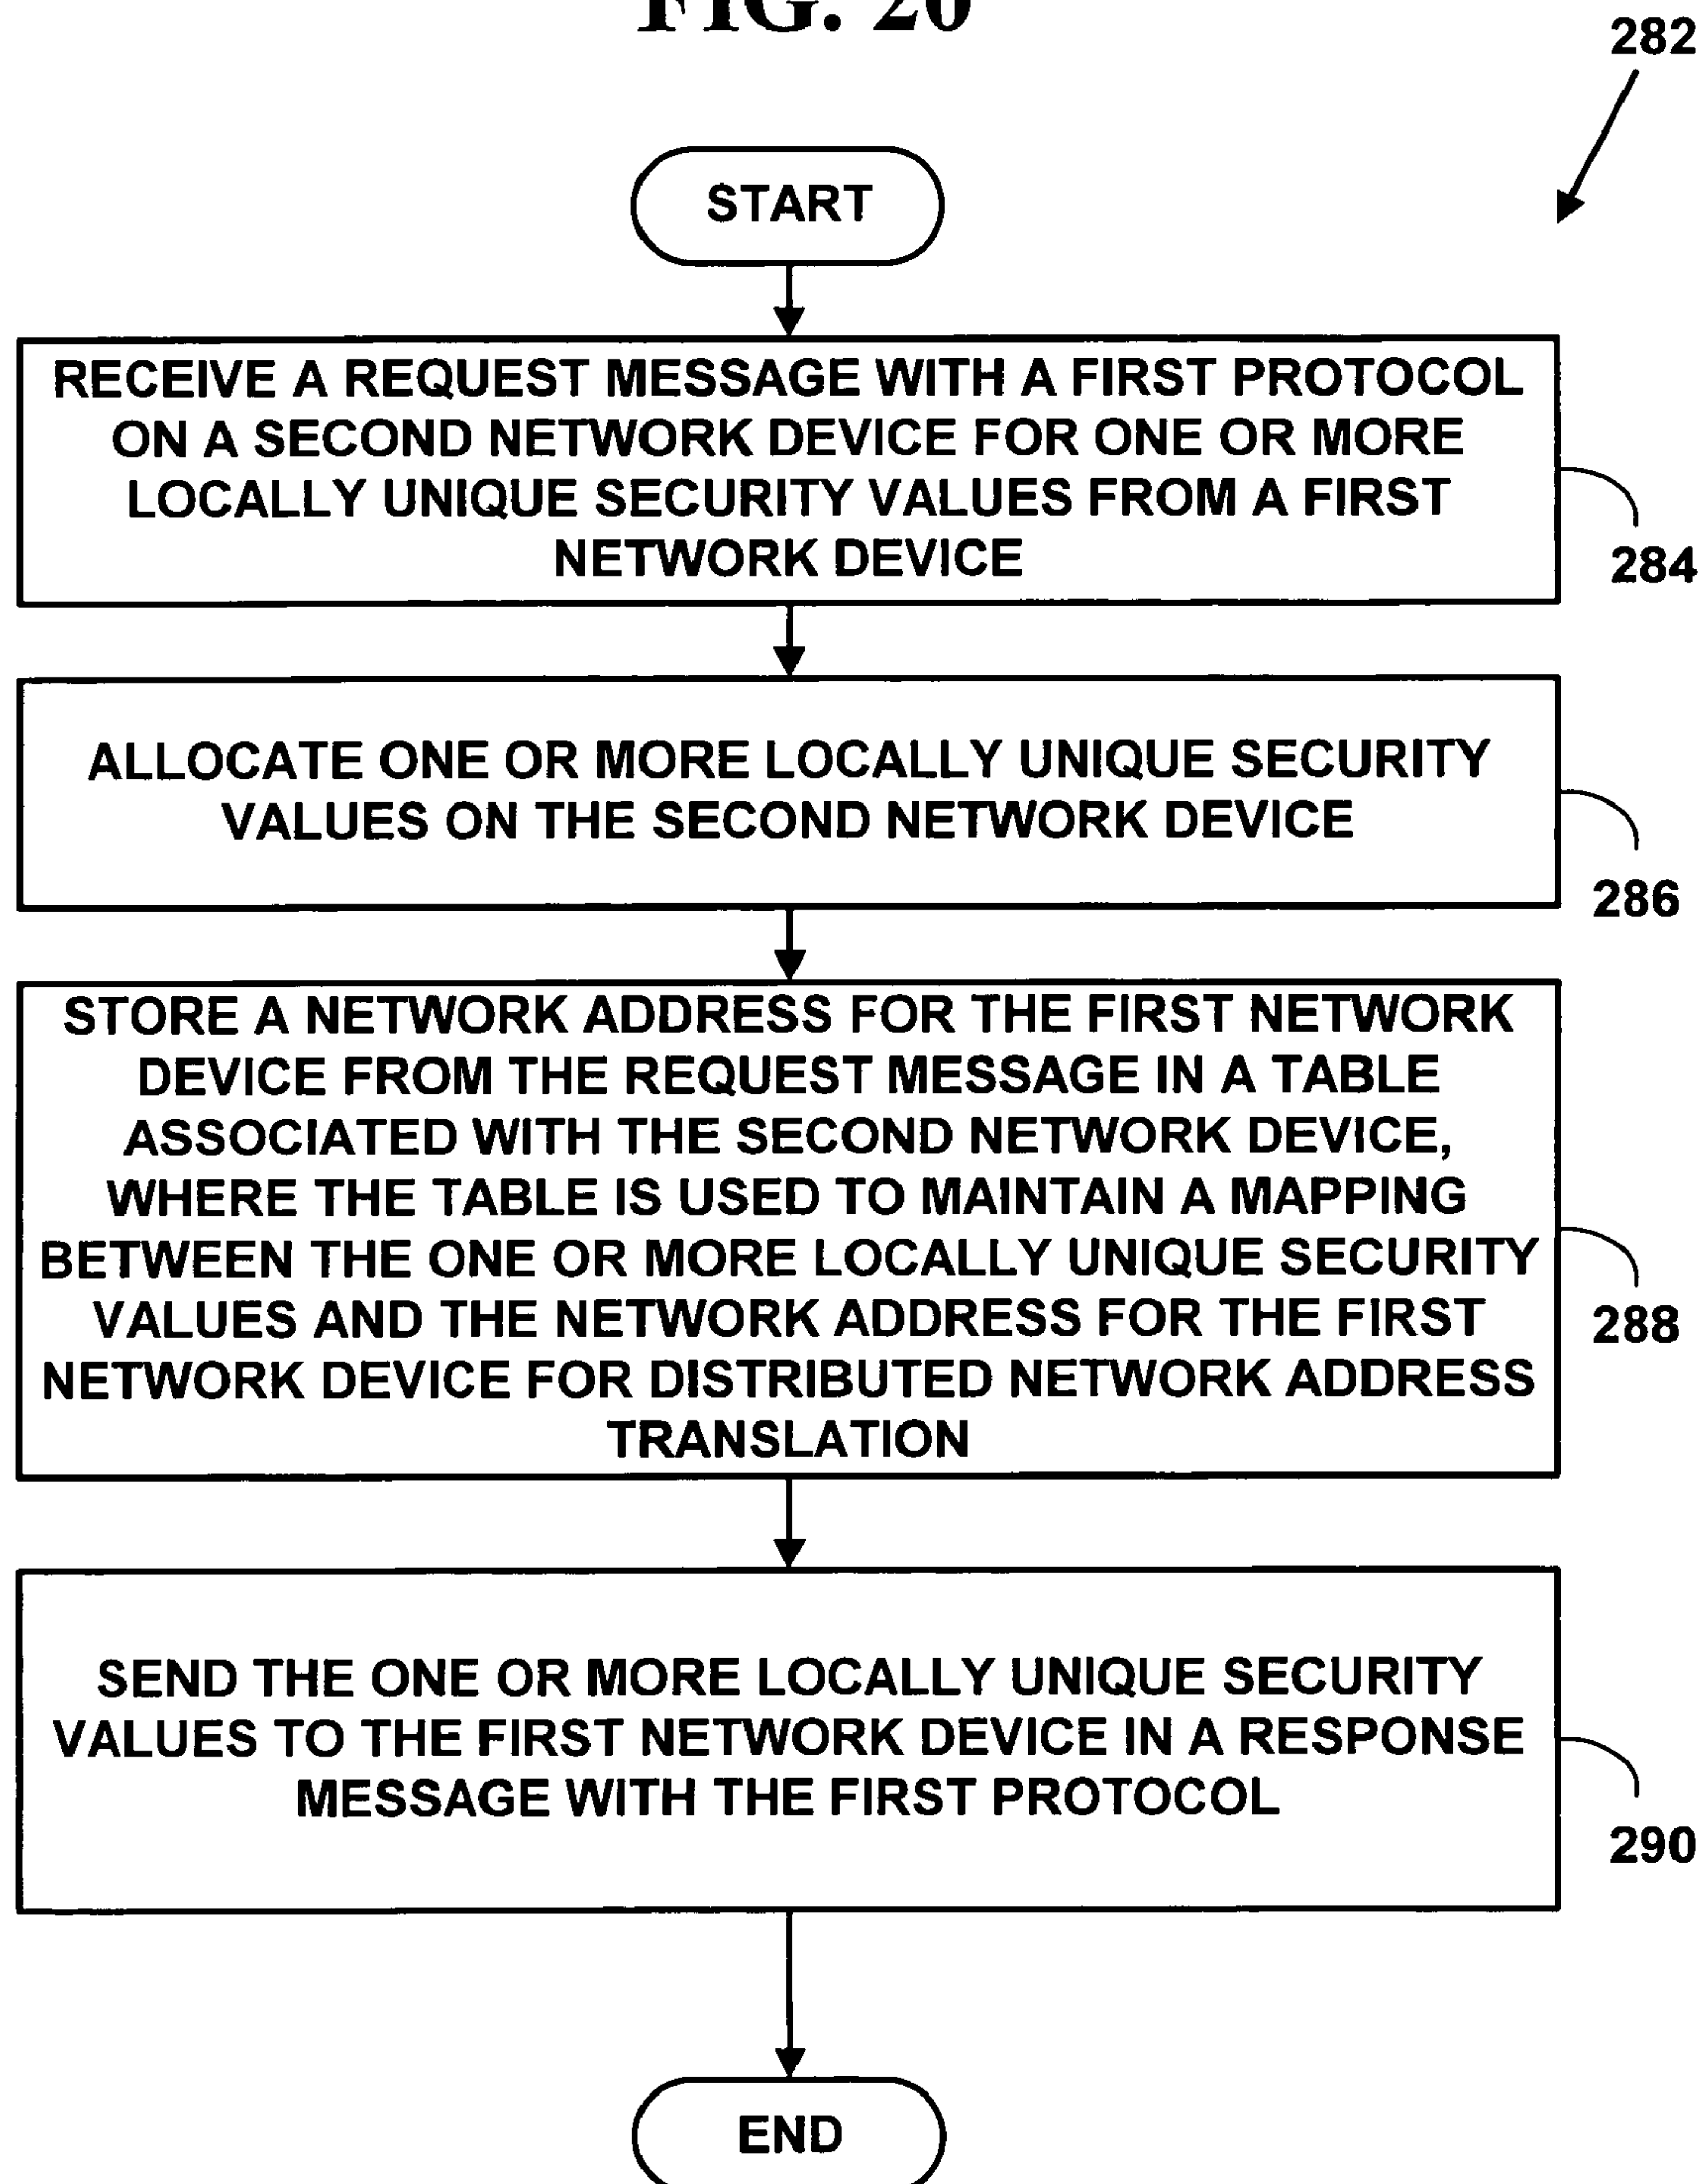 FIG. 20
282
START
RECEIVE A REQUEST MESSAGE WITH A FIRST PROTOCOL
ON A SECOND NETWORK DEVICE FOR ONE OR MORE
LOCALLY UNIQUE SECURITY VALUES FROM A FIRST
NETWORK DEVICE
284
ALLOCATE ONE OR MORE LOCALLY UNIQUE SECURITY
VALUES ON THE SECOND NETWORK DEVICE
286
STORE A NETWORK ADDRESS FOR THE FIRST NETWORK
DEVICE FROM THE REQUEST MESSAGE IN A TABLE
ASSOCIATED WITH THE SECOND NETWORK DEVICE,
WHERE THE TABLE IS USED TO MAINTAIN A MAPPING
BETWEEN THE ONE OR MORE LOCALLY UNIQUE SECURITY
VALUES AND THE NETWORK ADDRESS FOR THE FIRST
NETWORK DEVICE FOR DISTRIBUTED NETWORK ADDRESS
TRANSLATION
288
SEND THE ONE OR MORE LOCALLY UNIQUE SECURITY
VALUES TO THE FIRST NETWORK DEVICE IN A RESPONSE
MESSAGE WITH THE FIRST PROTOCOL
290
END